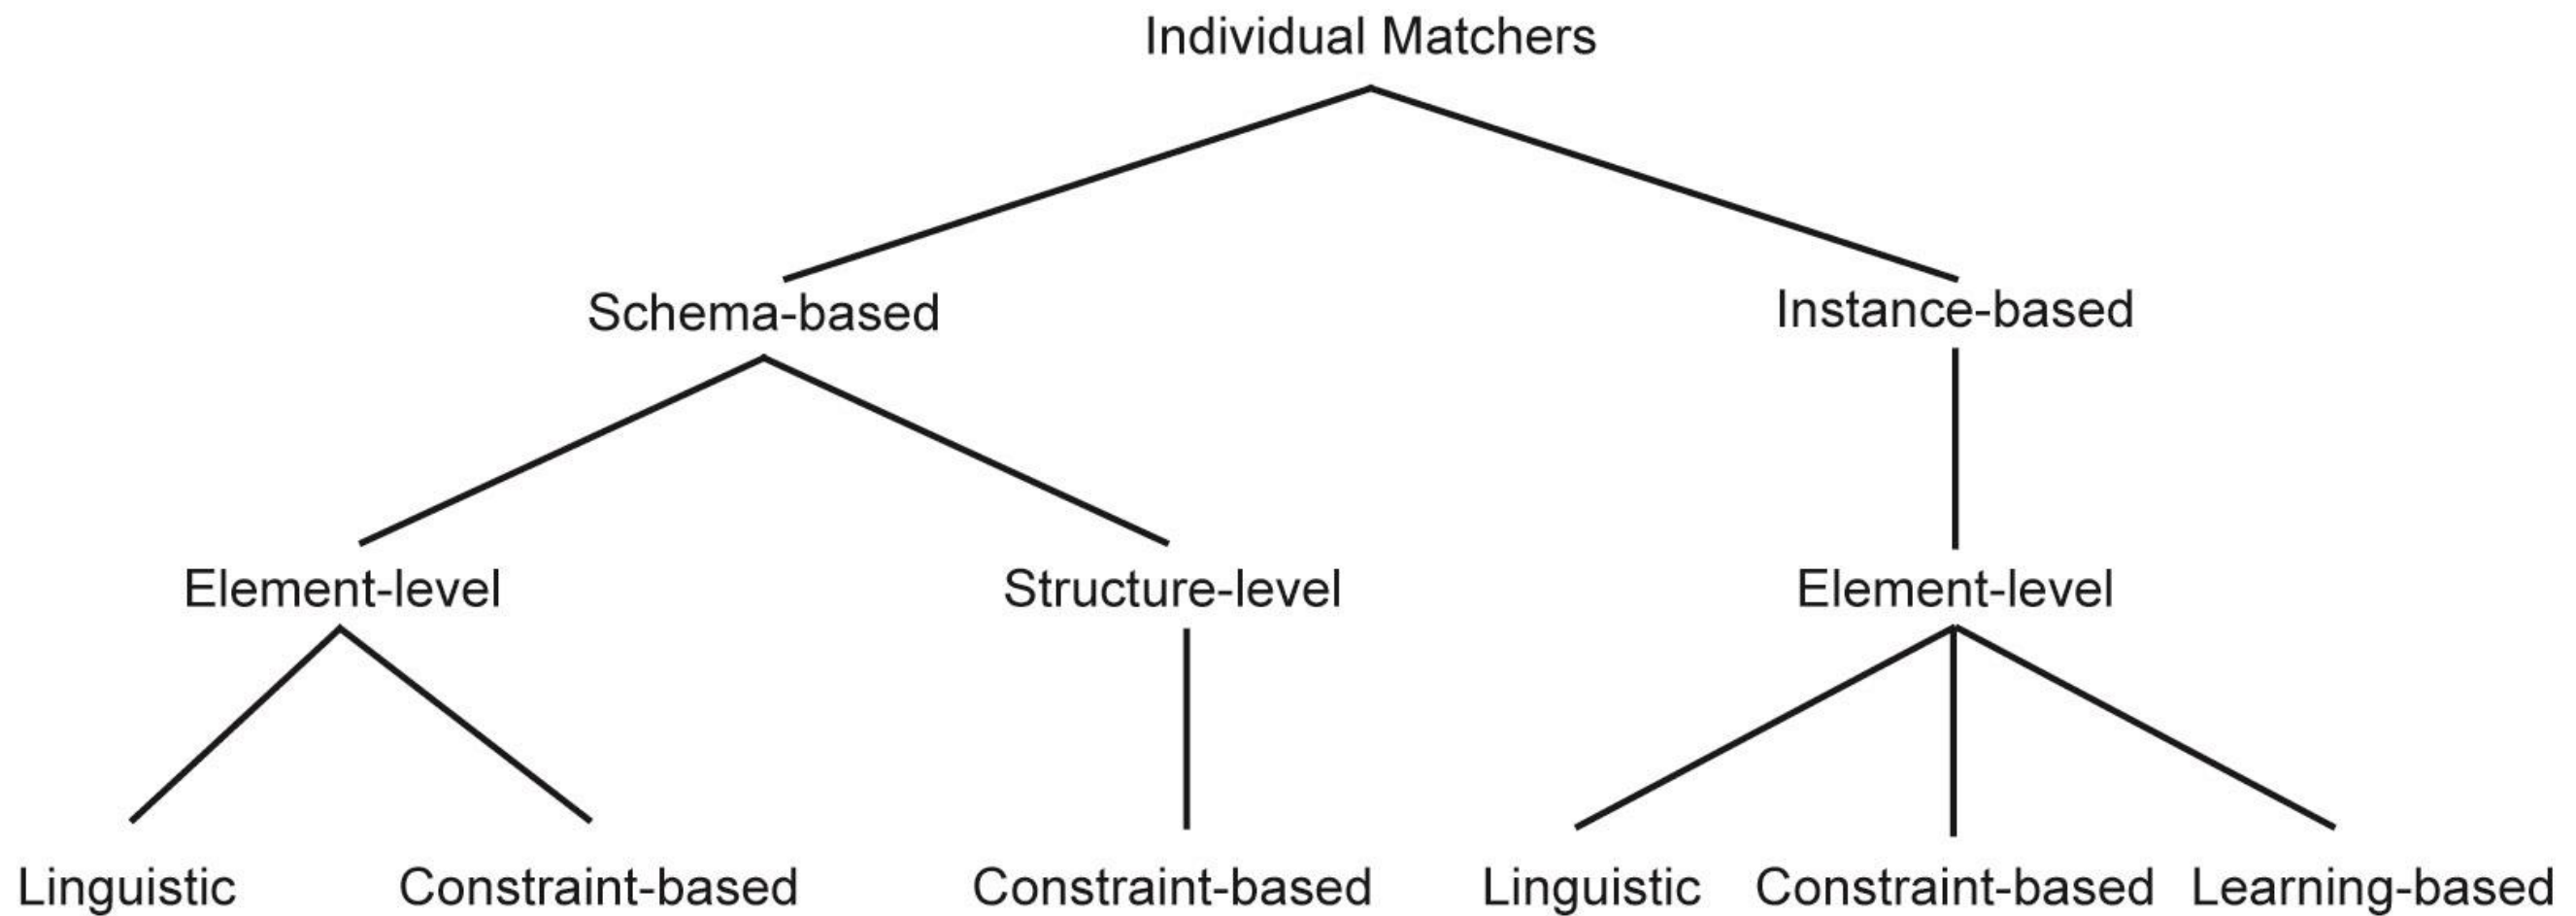 Individual Matchers
Schema-based
Instance-based
Element-level
Structure-level
Element-level
Linguistic
Constraint-based
Constraint-based
Linguistic
Constraint-based
Learning-based